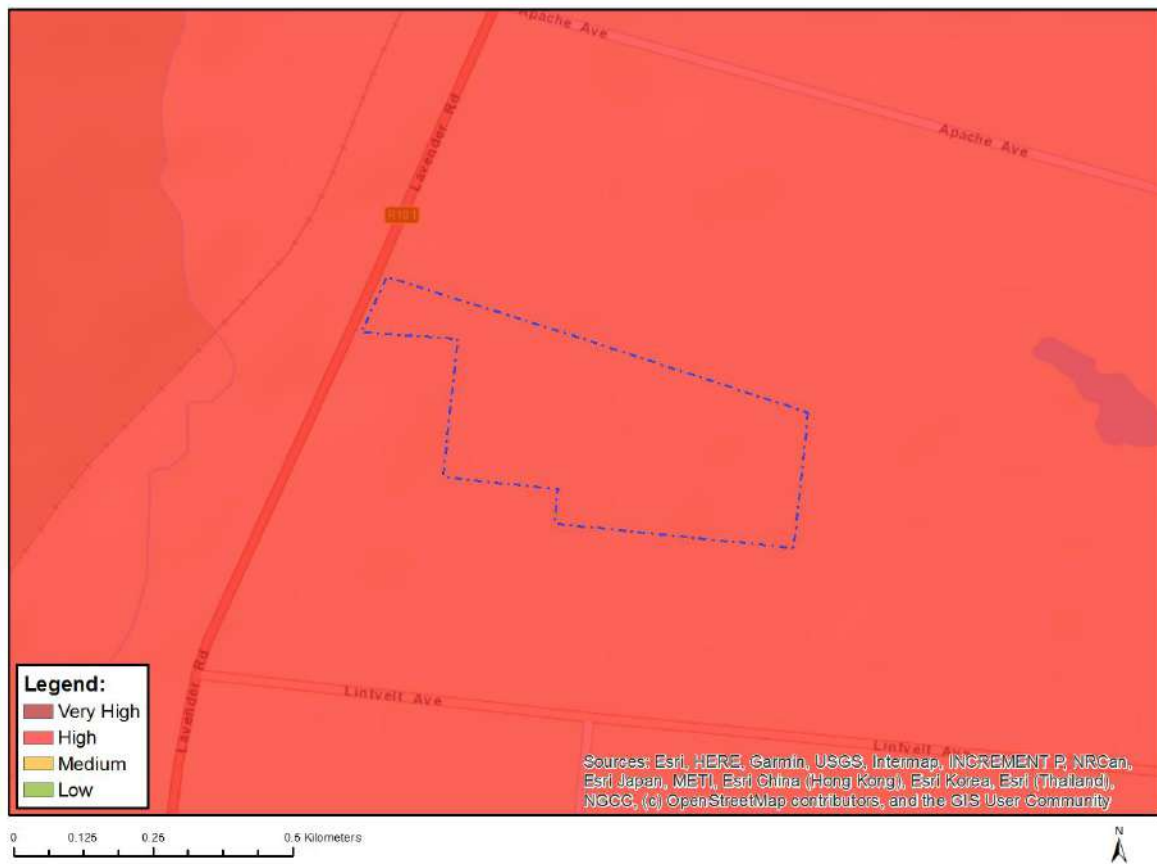 Apache Ave
Lavender Rd
Apache Ave
R101
Lavender Rd
Lintvelt Ave
Lintvelt Ave
Legend:
Very High
High
Medium
Low
Sources: Esri, HERE, Garmin, USGS, Intermap, INCREMENT P, NRCan,
Esri Japan, METI, Esri China (Hong Kong), Esri Korea, Esri (Thailand),
NGCC, (c) OpenStreetMap contributors, and the GIS User Community
0 0.125 0.25 0.5 Kilometers
N